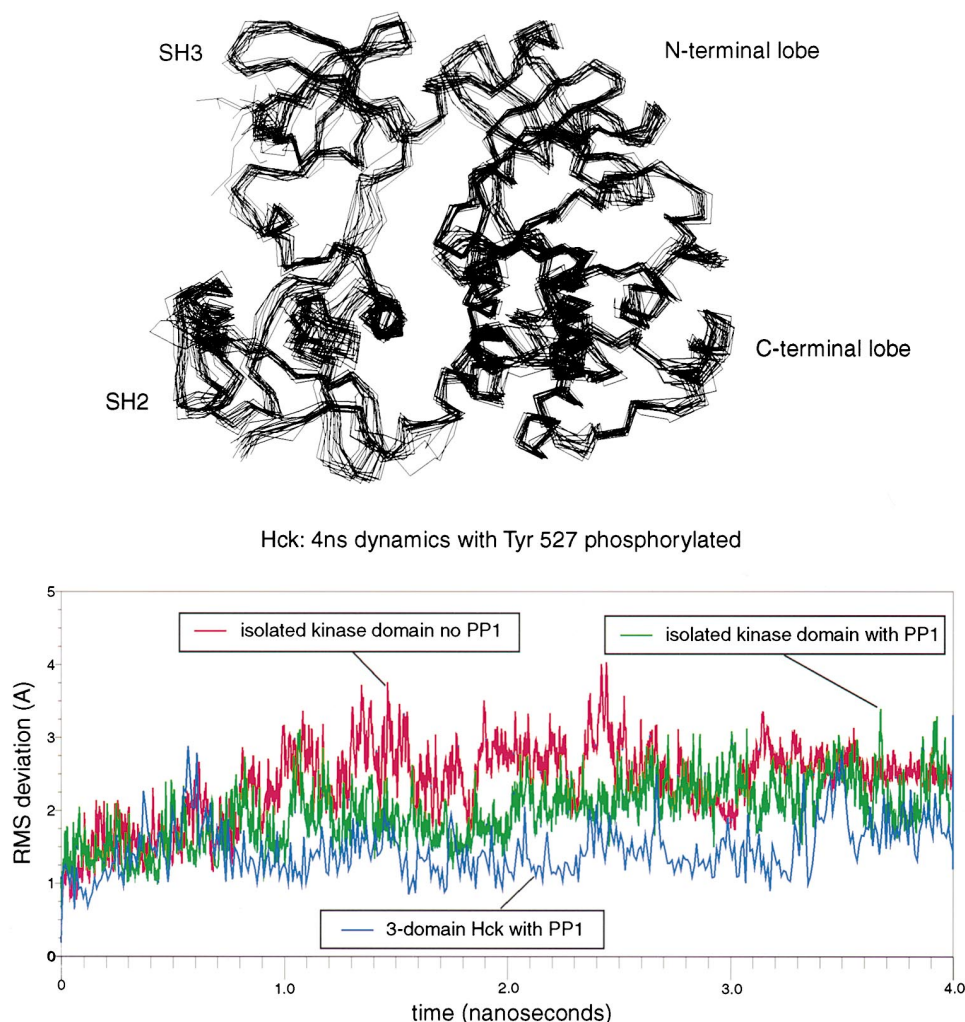 SH3
N-terminal lobe
C-terminal lobe
SH2
Hck: 4ns dynamics with Tyr 527 phosphorylated
5
isolated kinase domain no PP1
isolated kinase domain with PP1
4
3
RMS deviation (A)
2
1
3-domain Hck with PP1
0
0
1.0
2.0
3.0
4.0
time (nanoseconds)